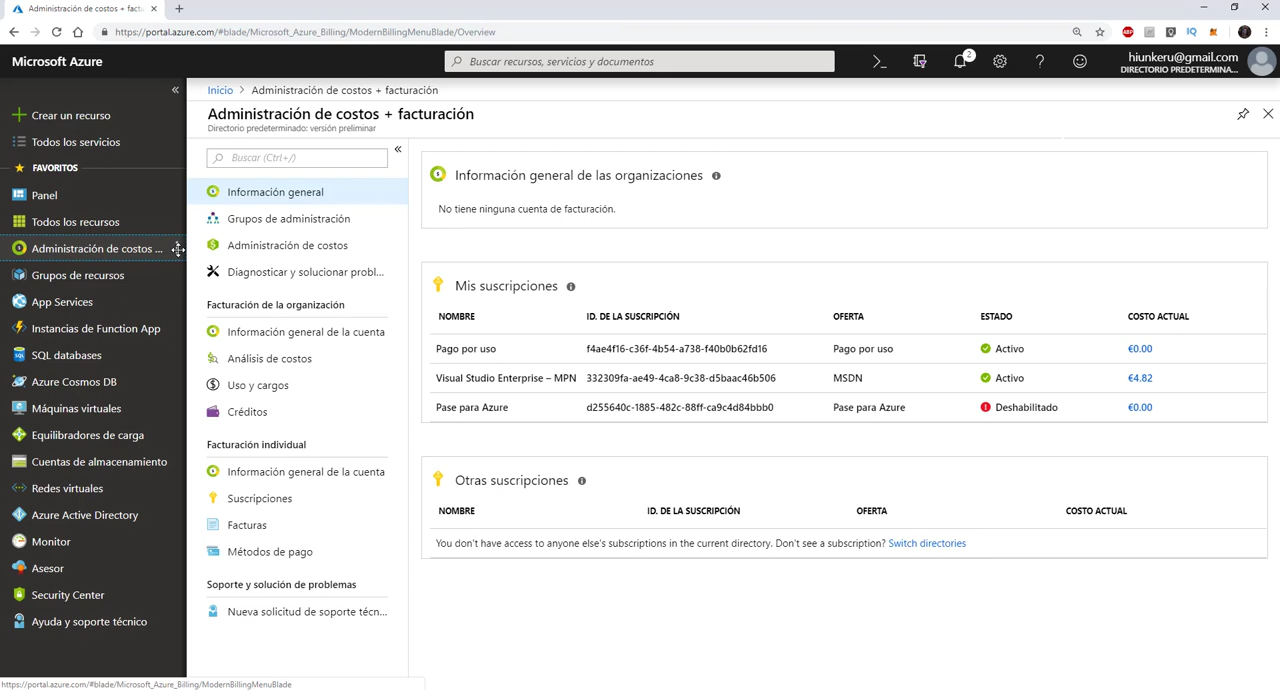 Administración de costos + factu
https://portal.azure.com/#blade/Microsoft_Azure_Billing/ModernBillingMenuBlade/Overview
ABP
IQ
Microsoft Azure
Buscar recursos, servicios y documentos
2
hiunkeru@gmail.com
DIRECTORIO PREDETERMINA...
Crear un recurso
Todos los servicios
FAVORITOS
Panel
Todos los recursos
Administración de costos ...
Grupos de recursos
App Services
Instancias de Function App
SQL databases
Azure Cosmos DB
Máquinas virtuales
Equilibradores de carga
Cuentas de almacenamiento
Redes virtuales
Azure Active Directory
Monitor
Asesor
Security Center
Ayuda y soporte técnico
Inicio > Administración de costos + facturación
Administración de costos + facturación
Directorio predeterminado: versión preliminar
Buscar (Ctrl+/)
Información general
Grupos de administración
Administración de costos
Diagnosticar y solucionar probl...
Facturación de la organización
Información general de la cuenta
Análisis de costos
Uso y cargos
Créditos
Facturación individual
Información general de la cuenta
Suscripciones
Facturas
Métodos de pago
Soporte y solución de problemas
Nueva solicitud de soporte técn...
Información general de las organizaciones
No tiene ninguna cuenta de facturación.
Mis suscripciones
NOMBRE ID. DE LA SUSCRIPCIÓN OFERTA ESTADO COSTO ACTUAL
Pago por uso f4ae4f16-c36f-4b54-a738-f40b0b62fd16 Pago por uso Activo €0.00
Visual Studio Enterprise – MPN 332309fa-ae49-4ca8-9c38-d5baac46b506 MSDN Activo €4.82
Pase para Azure d255640c-1885-482c-88ff-ca9c4d84bbb0 Pase para Azure Deshabilitado €0.00
Otras suscripciones
NOMBRE ID. DE LA SUSCRIPCIÓN OFERTA COSTO ACTUAL
You don't have access to anyone else's subscriptions in the current directory. Don't see a subscription? Switch directories
https://portal.azure.com/#blade/Microsoft_Azure_Billing/ModernBillingMenuBlade